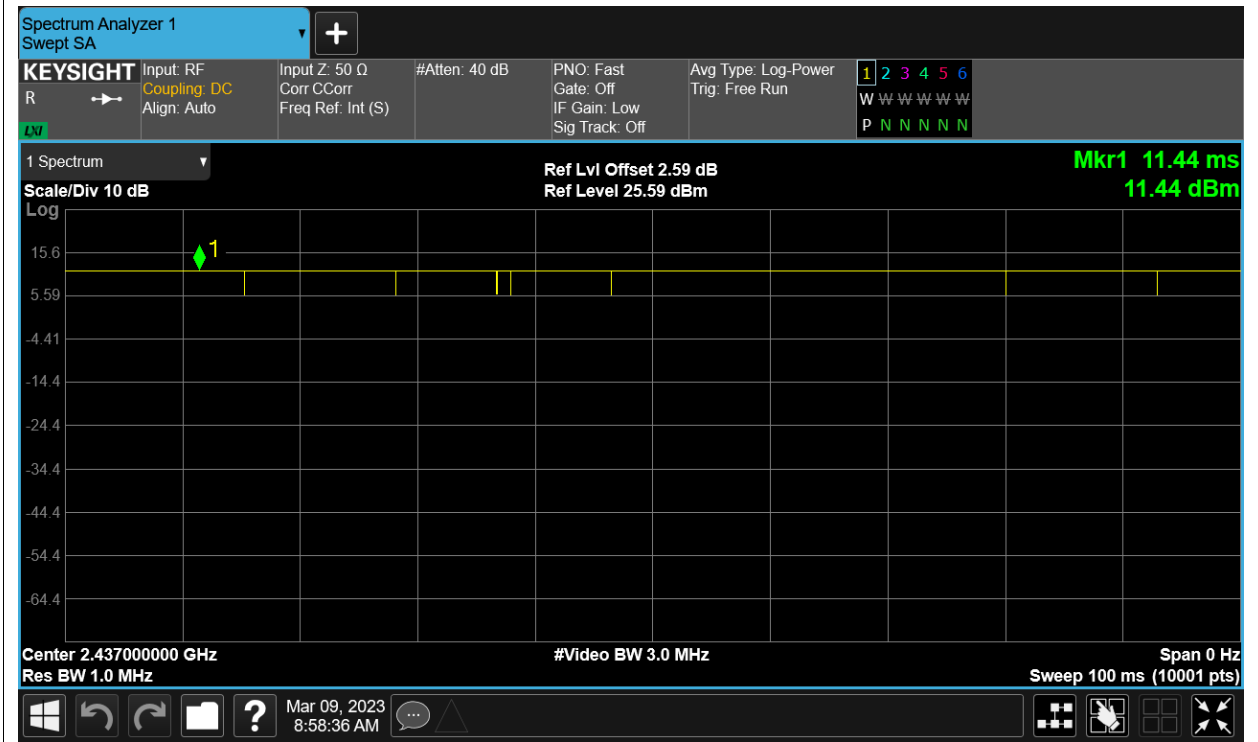 Spectrum Analyzer 1
Swept SA
KEYSIGHT Input: RF Input Z: 50 Ω #Atten: 40 dB PNO: Fast Avg Type: Log-Power 1 2 3 4 5 6
R Coupling: DC Corr CCorr Gate: Off Trig: Free Run W W W W W W
Align: Auto Freq Ref: Int (S) IF Gain: Low
LXI Sig Track: Off P N N N N N
1 Spectrum Ref Lvl Offset 2.59 dB Mkr1 11.44 ms
Scale/Div 10 dB Ref Level 25.59 dBm 11.44 dBm
Log
1
15.6
5.59
-4.41
-14.4
-24.4
-34.4
-44.4
-54.4
-64.4
Center 2.437000000 GHz #Video BW 3.0 MHz Span 0 Hz
Res BW 1.0 MHz Sweep 100 ms (10001 pts)
? Mar 09, 2023
8:58:36 AM